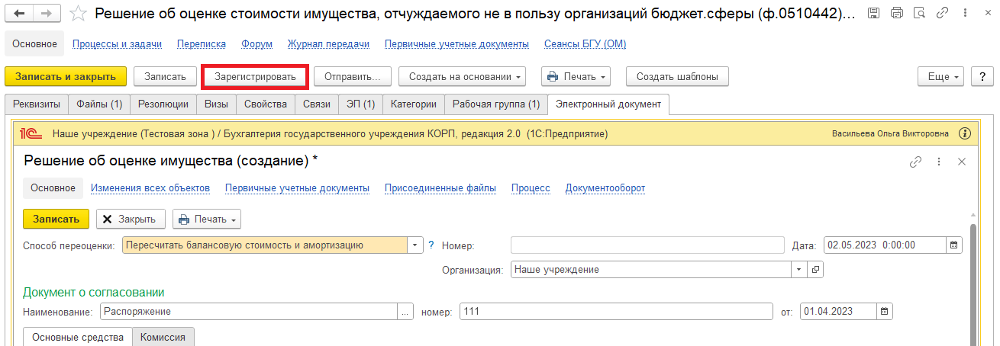 Решение об оценке стоимости имущества, отчуждаемого не в пользу организаций бюджет.сферы (ф.0510442)...
Основное Процессы и задачи Переписка Форум Журнал передачи Первичные учетные документы Сеансы БГУ (ОМ)
Записать и закрыть Записать Зарегистрировать Отправить... Создать на основании Печать Создать шаблоны Еще ?
Реквизиты Файлы (1) Резолюции Визы Свойства Связи ЭП (1) Категории Рабочая группа (1) Электронный документ
1С Наше учреждение (Тестовая зона ) / Бухгалтерия государственного учреждения КОРП, редакция 2.0 (1С:Предприятие) Васильева Ольга Викторовна i
Решение об оценке имущества (создание) *
Основное Изменения всех объектов Первичные учетные документы Присоединенные файлы Процесс Документооборот
Записать Закрыть Печать
Способ переоценки: Пересчитать балансовую стоимость и амортизацию ? Номер: Дата: 02.05.2023 0:00:00
Организация: Наше учреждение
Документ о согласовании
Наименование: Распоряжение ... номер: 111 от: 01.04.2023
Основные средства Комиссия